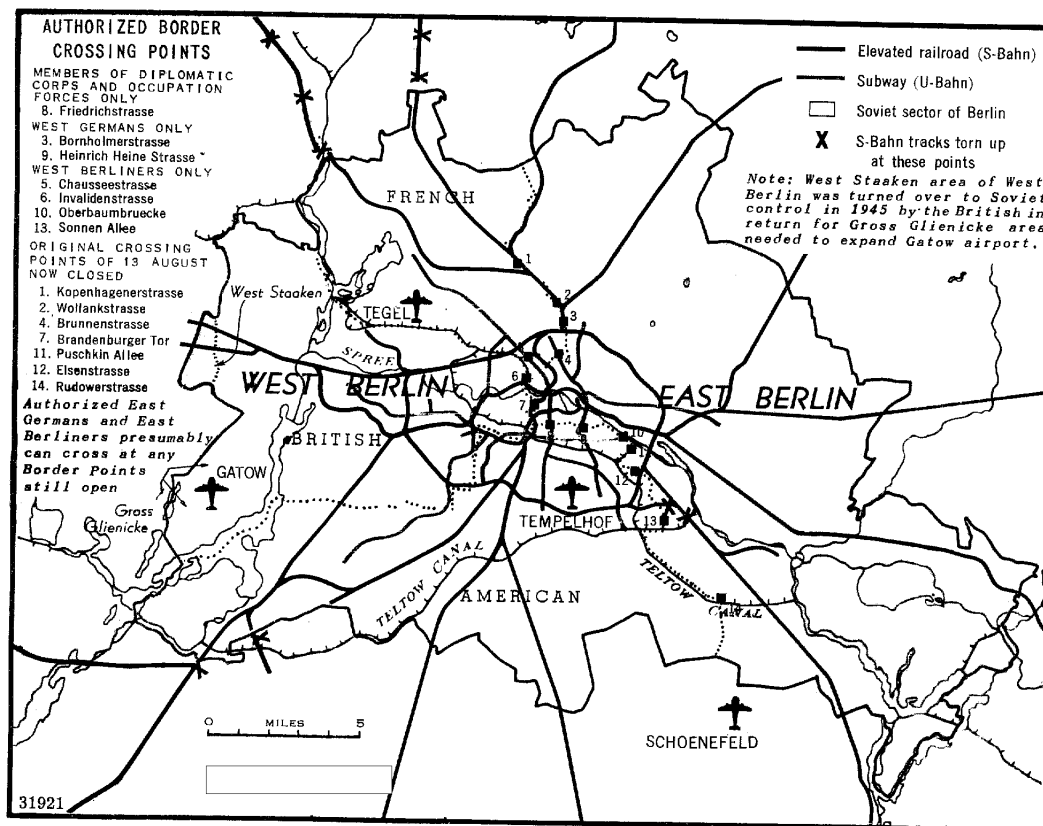 AUTHORIZED BORDER
CROSSING POINTS
MEMBERS OF DIPLOMATIC
CORPS AND OCCUPATION
FORCES ONLY
8. Friedrichstrasse
WEST GERMANS ONLY
3. Bornholmerstrasse
9. Heinrich Heine Strasse
WEST BERLINERS ONLY
5. Chausseestrasse
6. Invalidenstrasse
10. Oberbaumbruecke
13. Sonnen Allee
ORIGINAL CROSSING
POINTS OF 13 AUGUST
NOW CLOSED
1. Kopenhagenerstrasse
2. Wollankstrasse
4. Brunnenstrasse
7. Brandenburger Tor
11. Puschkin Allee
12. Elsenstrasse
14. Rudowerstrasse
Authorized East
Germans and East
Berliners presumably
can cross at any
Border Points
still open
Elevated railroad (S-Bahn)
Subway (U-Bahn)
Soviet sector of Berlin
X S-Bahn tracks torn up
at these points
Note: West Staaken area of West
Berlin was turned over to Soviet
control in 1945 by the British in
return for Gross Glienicke area
needed to expand Gatow airport.
FRENCH
1
West Staaken
TEGEL
2
3
SPREE
4
6
WEST BERLIN
EAST BERLIN
7
BRITISH
10
GATOW
12
Gross
Glienicke
TEMPELHOF
13
TELTOW CANAL
TELTOW
CANAL
AMERICAN
0 MILES 5
SCHOENEFELD
31921